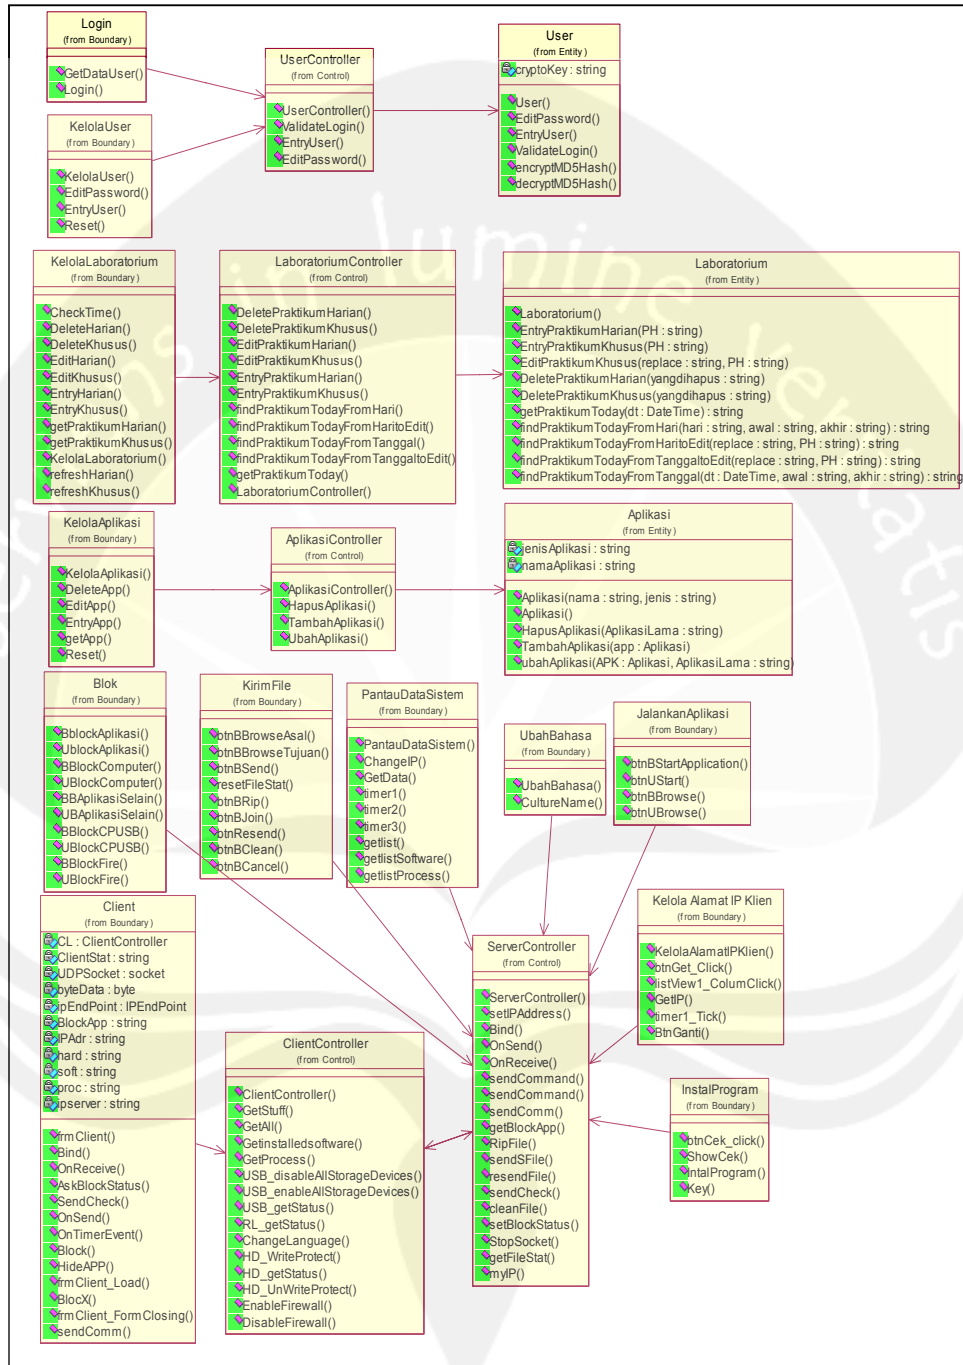 Login
(from Boundary)
GetDataUser()
Login()
UserController
(from Control)
UserController()
ValidateLogin()
EntryUser()
EditPassword()
User
(from Entity)
cryptoKey : string
User()
EditPassword()
EntryUser()
ValidateLogin()
encryptMD5Hash()
decryptMD5Hash()
KelolaUser
(from Boundary)
KelolaUser()
EditPassword()
EntryUser()
Reset()
KelolaLaboratorium
(from Boundary)
CheckTime()
DeleteHarian()
DeleteKhusus()
EditHarian()
EditKhusus()
EntryHarian()
EntryKhusus()
getPraktikumHarian()
getPraktikumKhusus()
KelolaLaboratorium()
refreshHarian()
refreshKhusus()
LaboratoriumController
(from Control)
DeletePraktikumHarian()
DeletePraktikumKhusus()
EditPraktikumHarian()
EditPraktikumKhusus()
EntryPraktikumHarian()
EntryPraktikumKhusus()
findPraktikumTodayFromHari()
findPraktikumTodayFromHaritoEdit()
findPraktikumTodayFromTanggal()
findPraktikumTodayFromTanggaltoEdit()
getPraktikumToday()
LaboratoriumController()
Laboratorium
(from Entity)
Laboratorium()
EntryPraktikumHarian(PH : string)
EntryPraktikumKhusus(PH : string)
EditPraktikumKhusus(replace : string, PH : string)
DeletePraktikumHarian(yangdihapus : string)
DeletePraktikumKhusus(yangdihapus : string)
getPraktikumToday(dt : DateTime) : string
findPraktikumTodayFromHari(hari : string, awal : string, akhir : string) : string
findPraktikumTodayFromHaritoEdit(replace : string, PH : string) : string
findPraktikumTodayFromTanggaltoEdit(replace : string, PH : string) : string
findPraktikumTodayFromTanggal(dt : DateTime, awal : string, akhir : string) : string
KelolaAplikasi
(from Boundary)
KelolaAplikasi()
DeleteApp()
EditApp()
EntryApp()
getApp()
Reset()
AplikasiController
(from Control)
AplikasiController()
HapusAplikasi()
TambahAplikasi()
UbahAplikasi()
Aplikasi
(from Entity)
jenisAplikasi : string
namaAplikasi : string
Aplikasi(nama : string, jenis : string)
Aplikasi()
HapusAplikasi(AplikasiLama : string)
TambahAplikasi(app : Aplikasi)
ubahAplikasi(APK : Aplikasi, AplikasiLama : string)
Blok
(from Boundary)
BblockAplikasi()
UblockAplikasi()
BBlockComputer()
UBlockComputer()
BBAplikasiSelain()
UBAplikasiSelain()
BBlockCPUSB()
UBlockCPUSB()
BBlockFire()
UBlockFire()
KirimFile
(from Boundary)
btnBBrowseAsal()
btnBBrowseTujuan()
btnBSend()
resetFileStat()
btnBRip()
btnBJoin()
btnResend()
btnBClean()
btnBCancel()
PantauDataSistem
(from Boundary)
PantauDataSistem()
ChangeIP()
GetData()
timer1()
timer2()
timer3()
getlist()
getlistSoftware()
getlistProcess()
UbahBahasa
(from Boundary)
UbahBahasa()
CultureName()
JalankanAplikasi
(from Boundary)
btnBStartApplication()
btnUStart()
btnBBrowse()
btnUBrowse()
Client
(from Boundary)
CL : ClientController
ClientStat : string
UDPSocket : socket
byteData : byte
ipEndPoint : IPEndPoint
BlockApp : string
IPAdr : string
hard : string
soft : string
proc : string
ipserver : string
frmClient()
Bind()
OnReceive()
AskBlockStatus()
SendCheck()
OnSend()
OnTimerEvent()
Block()
HideAPP()
frmClient_Load()
BlocX()
frmClient_FormClosing()
sendComm()
ClientController
(from Control)
ClientController()
GetStuff()
GetAll()
Getinstalledsoftware()
GetProcess()
USB_disableAllStorageDevices()
USB_enableAllStorageDevices()
USB_getStatus()
RL_getStatus()
ChangeLanguage()
HD_WriteProtect()
HD_getStatus()
HD_UnWriteProtect()
EnableFirewall()
DisableFirewall()
ServerController
(from Control)
ServerController()
setIPAddress()
Bind()
OnSend()
OnReceive()
sendCommand()
sendCommand()
sendComm()
getBlockApp()
RipFile()
sendSFile()
resendFile()
sendCheck()
cleanFile()
setBlockStatus()
StopSocket()
getFileStat()
myIP()
Kelola Alamat IP Klien
(from Boundary)
KelolaAlamatIPKlien()
btnGet_Click()
listView1_ColumClick()
GetIP()
timer1_Tick()
BtnGanti()
InstalProgram
(from Boundary)
btnCek_click()
ShowCek()
IntalProgram()
Key()
in lumine Veritatis